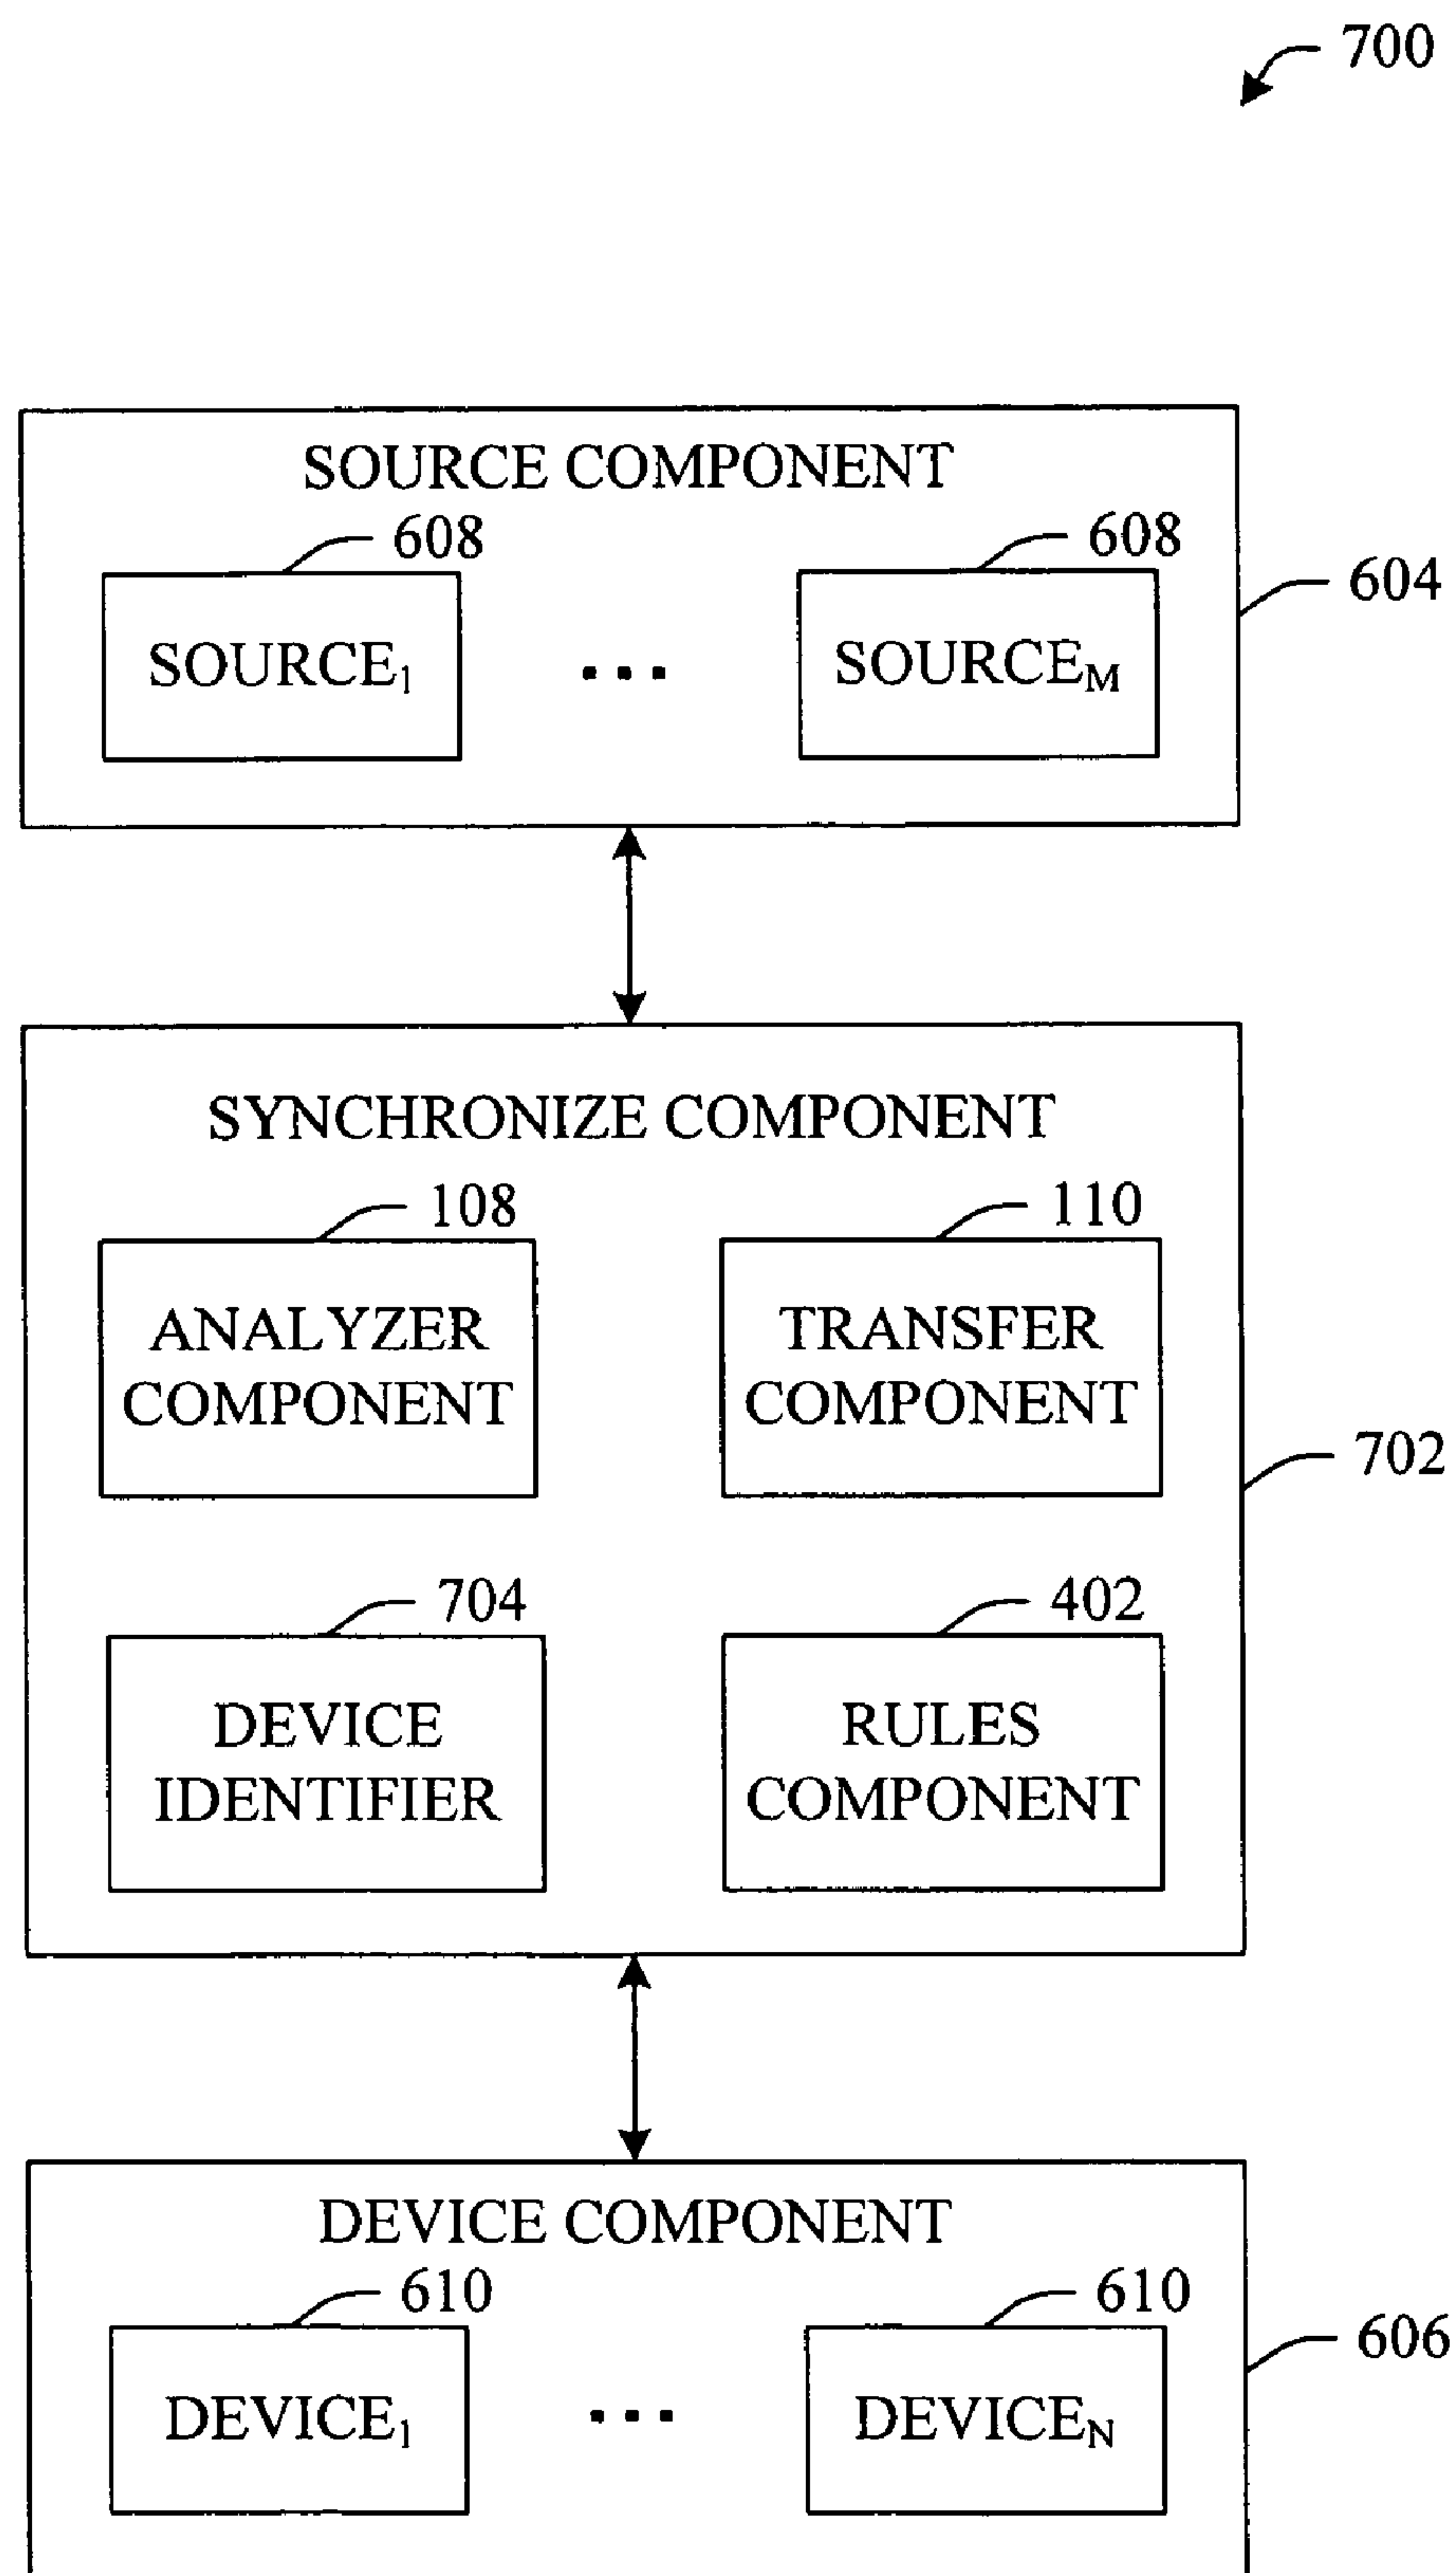 700
SOURCE COMPONENT
608 608
604
SOURCE₁ ... SOURCEM
SYNCHRONIZE COMPONENT
108 110
ANALYZER TRANSFER
COMPONENT COMPONENT
702
704 402
DEVICE RULES
IDENTIFIER COMPONENT
DEVICE COMPONENT
610 610
606
DEVICE₁ ... DEVICEN